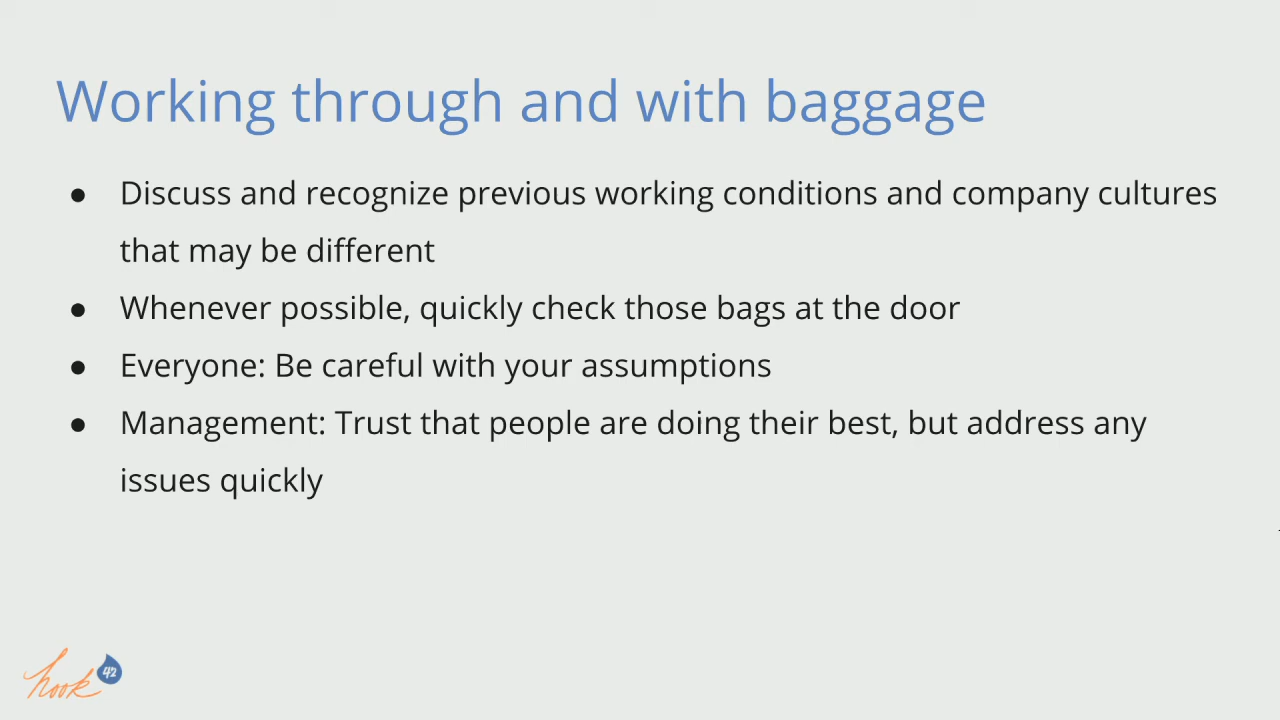 Working through and with baggage
● Discuss and recognize previous working conditions and company cultures
that may be different
● Whenever possible, quickly check those bags at the door
● Everyone: Be careful with your assumptions
● Management: Trust that people are doing their best, but address any
issues quickly
hook 42